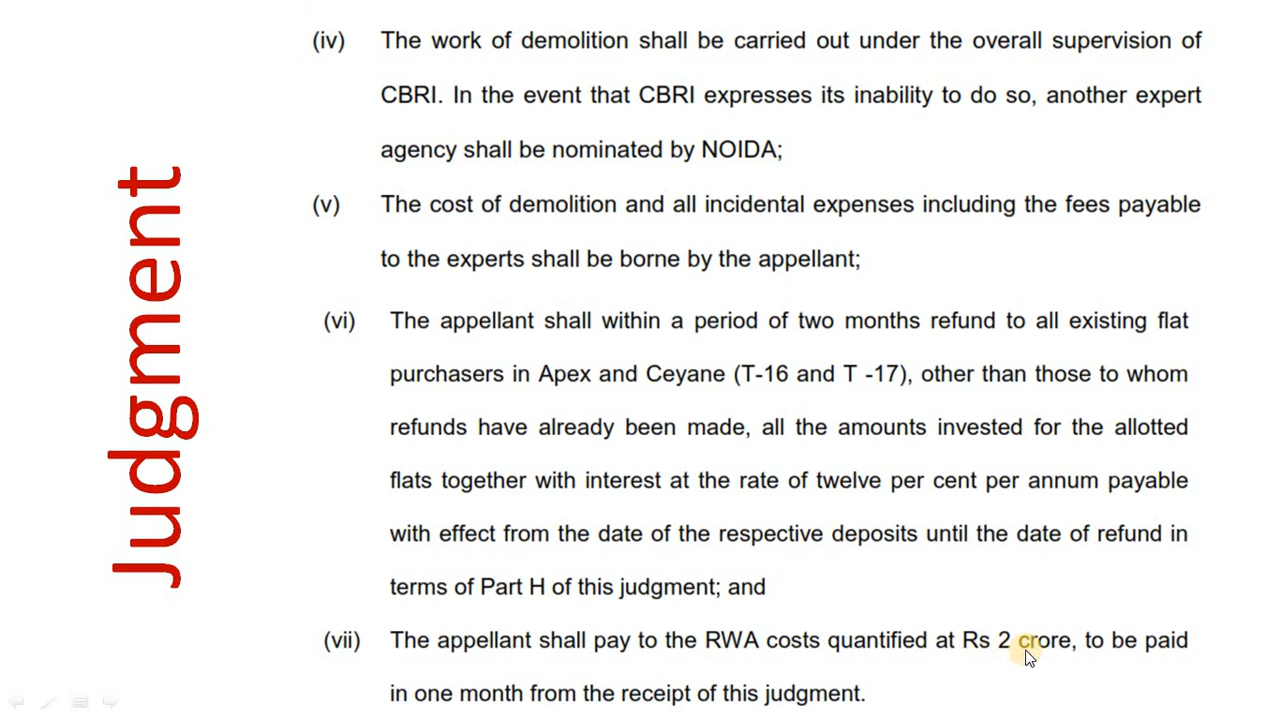 Judgment
(iv) The work of demolition shall be carried out under the overall supervision of
CBRI. In the event that CBRI expresses its inability to do so, another expert
agency shall be nominated by NOIDA;
(v) The cost of demolition and all incidental expenses including the fees payable
to the experts shall be borne by the appellant;
(vi) The appellant shall within a period of two months refund to all existing flat
purchasers in Apex and Ceyane (T-16 and T -17), other than those to whom
refunds have already been made, all the amounts invested for the allotted
flats together with interest at the rate of twelve per cent per annum payable
with effect from the date of the respective deposits until the date of refund in
terms of Part H of this judgment; and
(vii) The appellant shall pay to the RWA costs quantified at Rs 2 crore, to be paid
in one month from the receipt of this judgment.